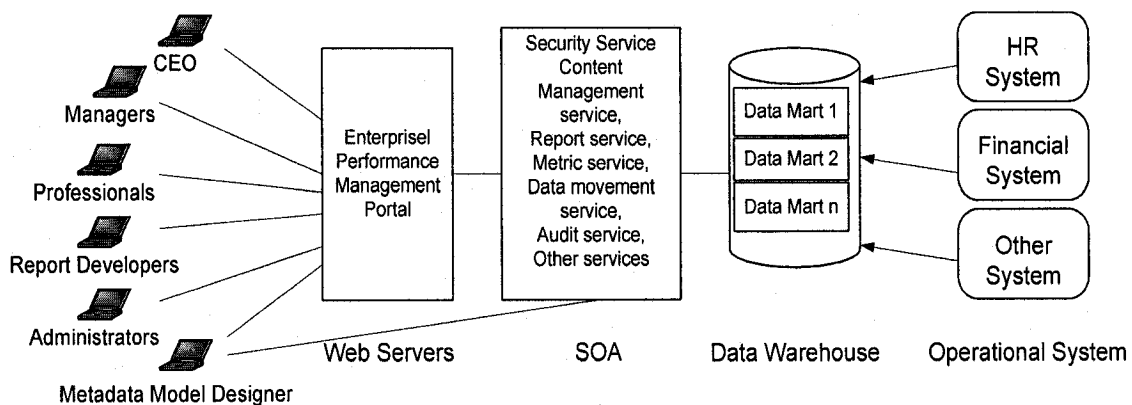 CEO
Managers
Professionals
Report Developers
Administrators
Metadata Model Designer
Enterprisel
Performance
Management
Portal
Web Servers
Security Service
Content
Management
service,
Report service,
Metric service,
Data movement
service,
Audit service,
Other services
SOA
Data Mart 1
Data Mart 2
Data Mart n
Data Warehouse
HR
System
Financial
System
Other
System
Operational System